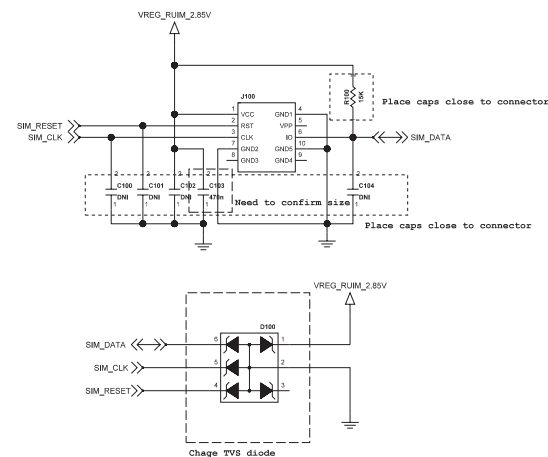 VREG_RUIM_2.85V
J100
R100
15K
Place caps close to connector
1 VCC GND1 4
2 RST VPP 5
3 CLK IO 6
7 GND2 GND5 10
8 GND3 GND4 9
SIM_RESET
SIM_CLK
SIM_DATA
2 2 2 2 2
C100 C101 C102 C103 C104
DNI DNI DNI 470n DNI
1 1 1 1 1
Need to confirm size
Place caps close to connector
VREG_RUIM_2.85V
D100
SIM_DATA 6 1
SIM_CLK 5 2
SIM_RESET 4 3
Chage TVS diode